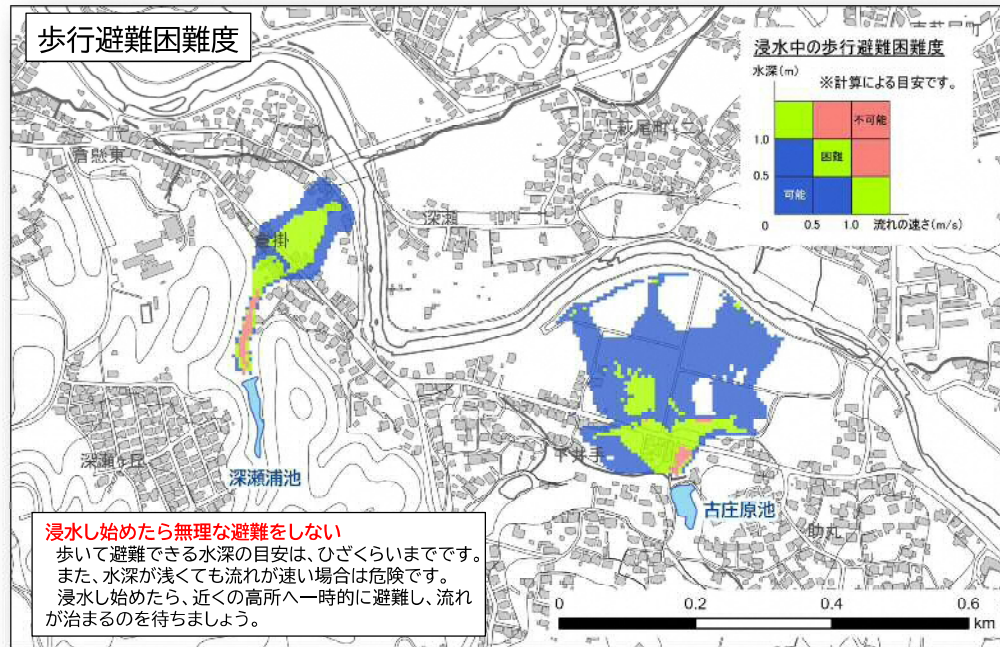 歩行避難困難度
浸水中の歩行避難困難度
水深(m)
※計算による目安です。
不可能
1.0
困難
0.5
可能
0
0.5
1.0
流れの速さ(m/s)
萩尾町(二)
倉懸東
深瀬
倉掛
深瀬ヶ丘
下井手
深瀬浦池
古庄原池
助丸
浸水し始めたら無理な避難をしない
歩いて避難できる水深の目安は、ひざくらいまでです。
また、水深が浅くても流れが速い場合は危険です。
浸水し始めたら、近くの高所へ一時的に避難し、流れ
が治まるのを待ちましょう。
0
0.2
0.4
0.6
km